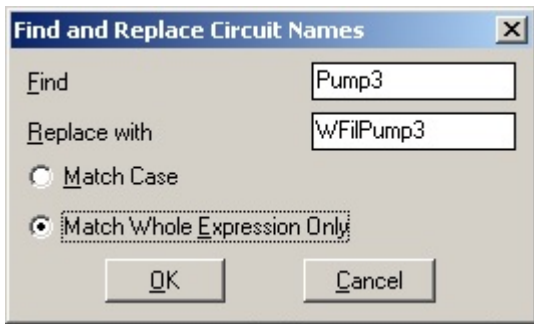 Find and Replace Circuit Names
Find Pump3
Replace with WFilPump3
Match Case
Match Whole Expression Only
OK Cancel